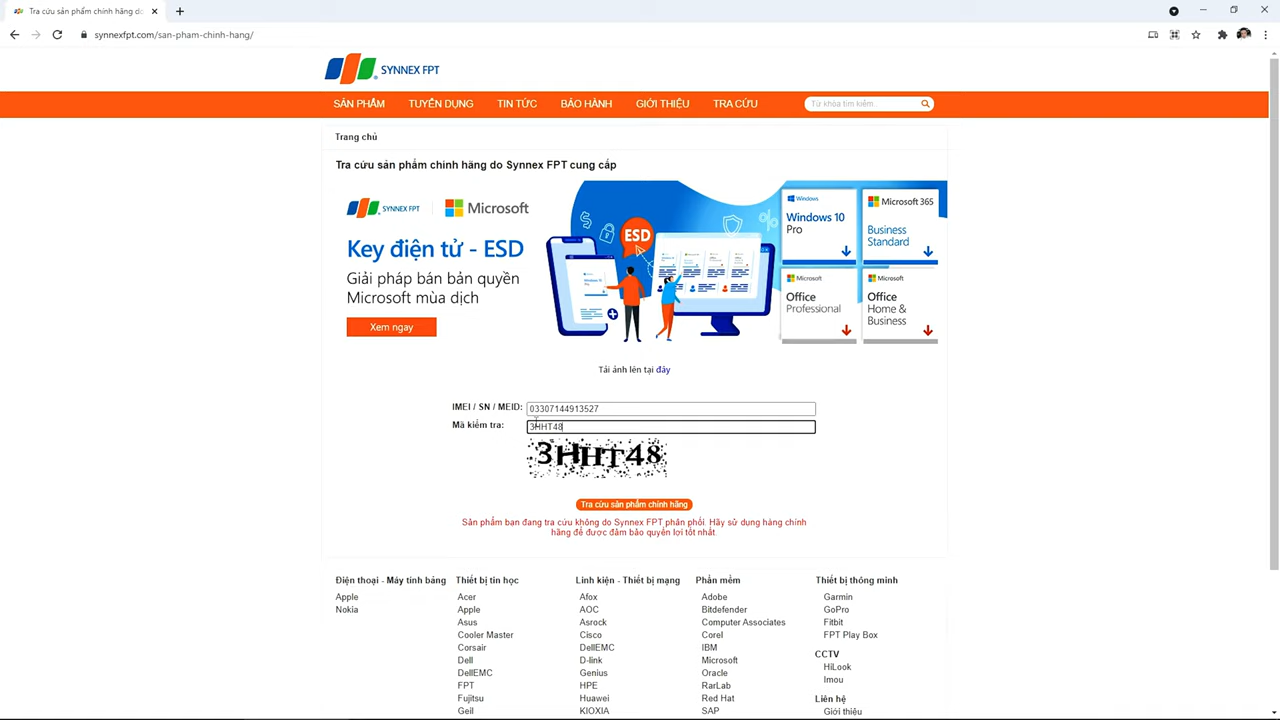 Tra cứu sản phẩm chính hãng do
synnexfpt.com/san-pham-chinh-hang/
SYNNEX FPT
SẢN PHẨM TUYỂN DỤNG TIN TỨC BẢO HÀNH GIỚI THIỆU TRA CỨU Từ khóa tìm kiếm..
Trang chủ
Tra cứu sản phẩm chính hãng do Synnex FPT cung cấp
SYNNEX FPT Microsoft
Key điện tử - ESD
Giải pháp bán bản quyền
Microsoft mùa dịch
Xem ngay
ESD
Windows
Windows 10
Pro
Microsoft 365
Business
Standard
Microsoft
Office
Professional
Microsoft
Office
Home &
Business
Tải ảnh lên tại đây
IMEI / SN / MEID: 03307144913527
Mã kiểm tra: 3HHT48
3HHT48
Tra cứu sản phẩm chính hãng
Sản phẩm bạn đang tra cứu không do Synnex FPT phân phối. Hãy sử dụng hàng chính
hãng để được đảm bảo quyền lợi tốt nhất.
Điện thoại - Máy tính bảng
Apple
Nokia
Thiết bị tin học
Acer
Apple
Asus
Cooler Master
Corsair
Dell
DellEMC
FPT
Fujitsu
Geil
Linh kiện - Thiết bị mạng
Afox
AOC
Asrock
Cisco
DellEMC
D-link
Genius
HPE
Huawei
KIOXIA
Phần mềm
Adobe
Bitdefender
Computer Associates
Corel
IBM
Microsoft
Oracle
RarLab
Red Hat
SAP
Thiết bị thông minh
Garmin
GoPro
Fitbit
FPT Play Box
CCTV
HiLook
Imou
Liên hệ
Giới thiệu